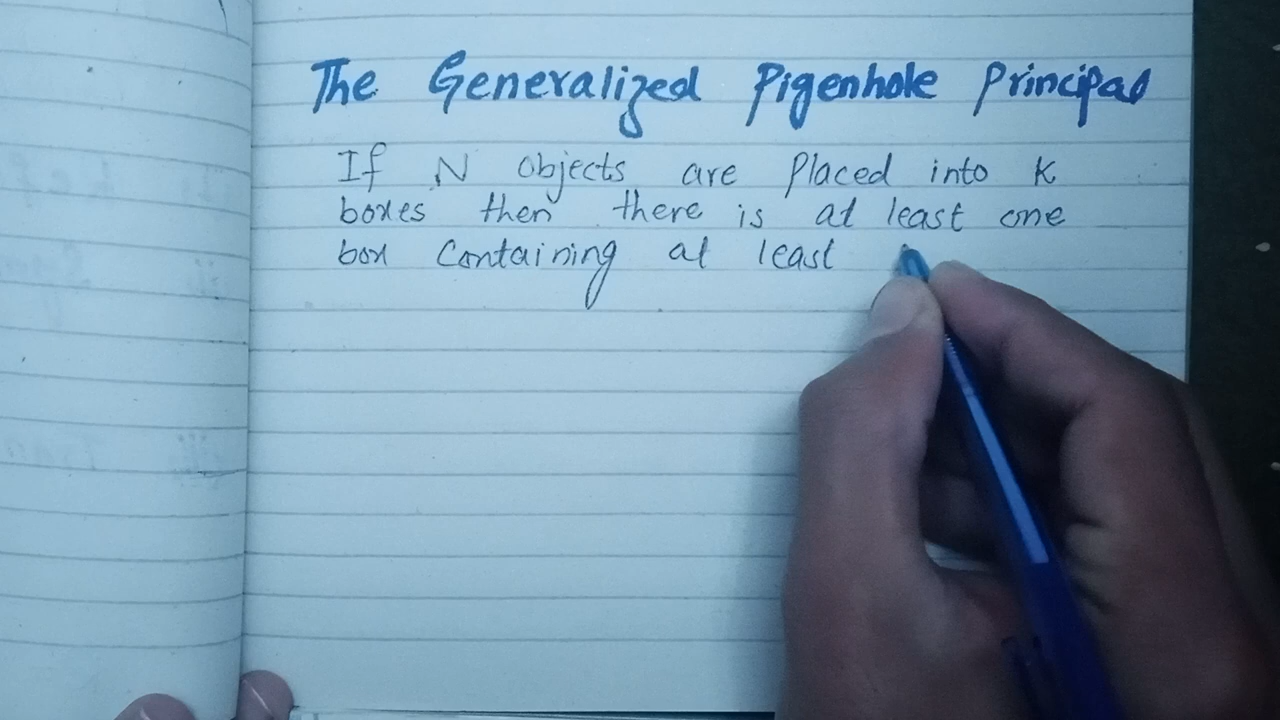 The Generalized Pigenhole Principal
If N objects are Placed into k
boxes then there is at least one
box Containing at least